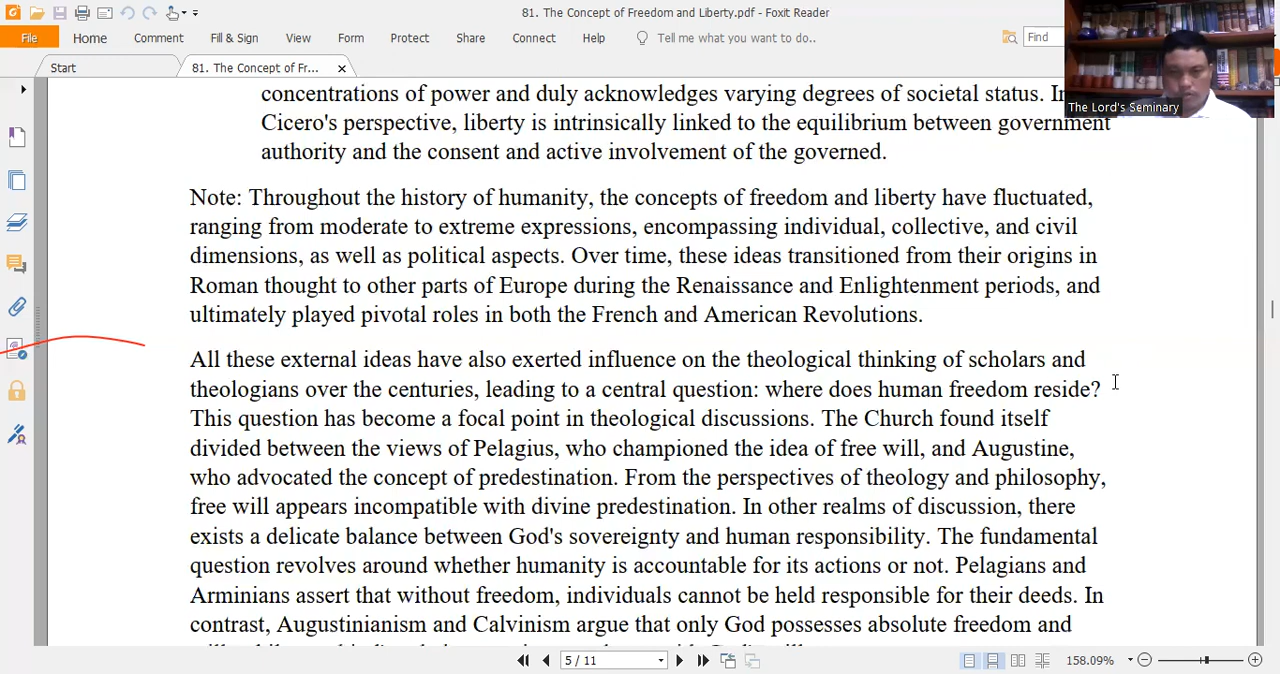 81. The Concept of Freedom and Liberty.pdf - Foxit Reader
File Home Comment Fill & Sign View Form Protect Share Connect Help Tell me what you want to do.. Find
Start 81. The Concept of Fr...
The Lord's Seminary
concentrations of power and duly acknowledges varying degrees of societal status. In
Cicero's perspective, liberty is intrinsically linked to the equilibrium between government
authority and the consent and active involvement of the governed.
Note: Throughout the history of humanity, the concepts of freedom and liberty have fluctuated,
ranging from moderate to extreme expressions, encompassing individual, collective, and civil
dimensions, as well as political aspects. Over time, these ideas transitioned from their origins in
Roman thought to other parts of Europe during the Renaissance and Enlightenment periods, and
ultimately played pivotal roles in both the French and American Revolutions.
All these external ideas have also exerted influence on the theological thinking of scholars and
theologians over the centuries, leading to a central question: where does human freedom reside?
This question has become a focal point in theological discussions. The Church found itself
divided between the views of Pelagius, who championed the idea of free will, and Augustine,
who advocated the concept of predestination. From the perspectives of theology and philosophy,
free will appears incompatible with divine predestination. In other realms of discussion, there
exists a delicate balance between God's sovereignty and human responsibility. The fundamental
question revolves around whether humanity is accountable for its actions or not. Pelagians and
Arminians assert that without freedom, individuals cannot be held responsible for their deeds. In
contrast, Augustinianism and Calvinism argue that only God possesses absolute freedom and
5 / 11 158.09%